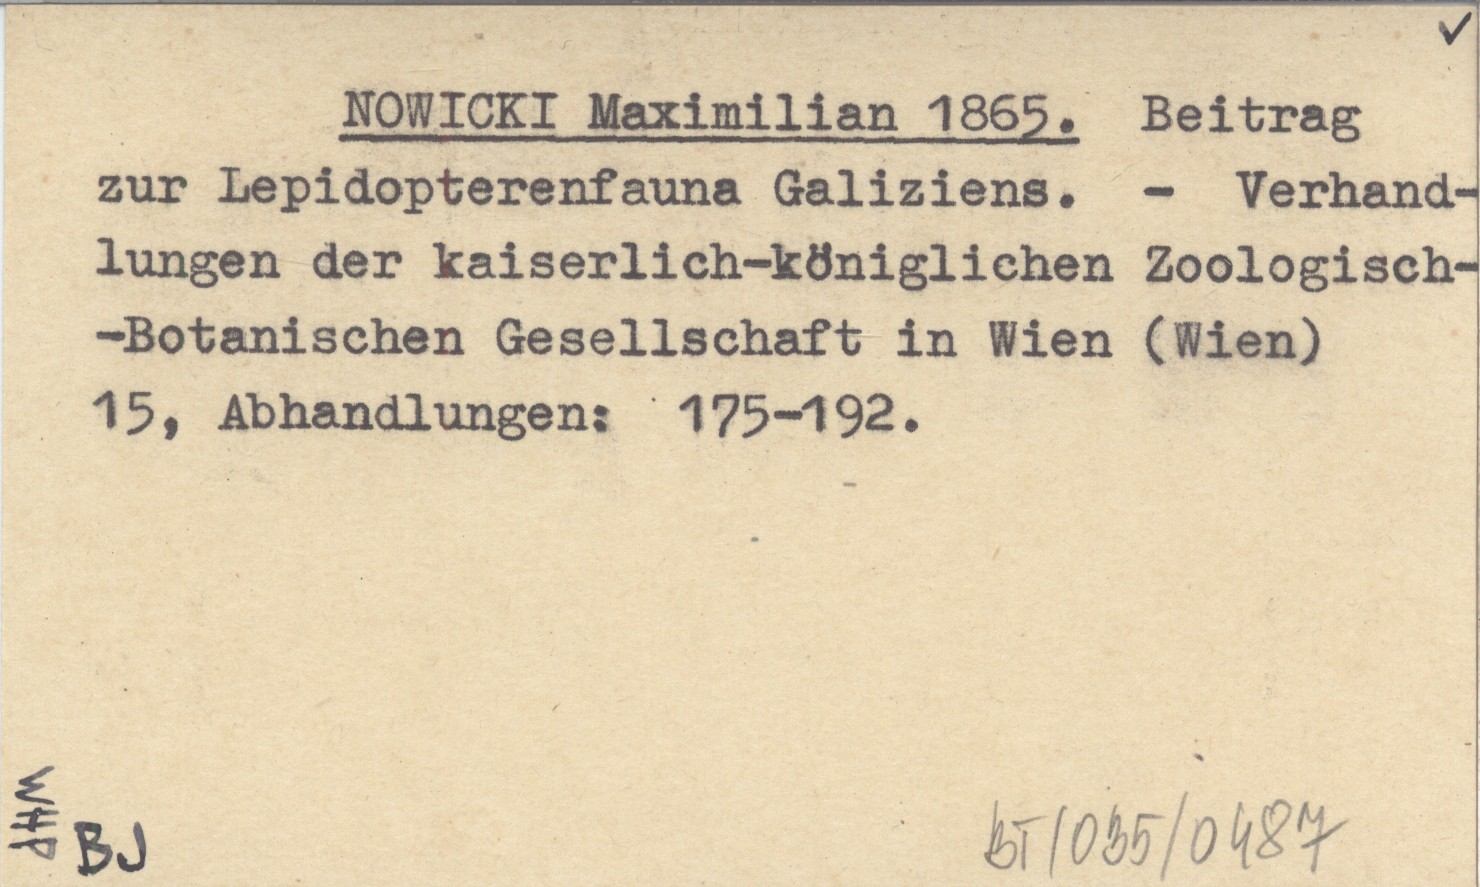 ✓
NOWICKI Maximilian 1865. Beitrag
zur Lepidopterenfauna Galiziens. - Verhand-
lungen der kaiserlich-königlichen Zoologisch-
-Botanischen Gesellschaft in Wien (Wien)
15, Abhandlungen: 175-192.
BJ
BT/035/0487